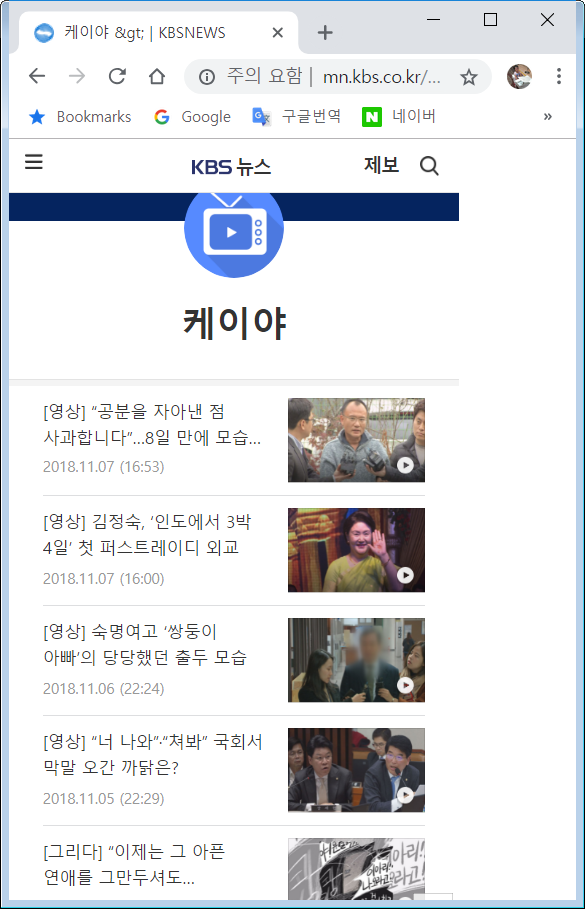 케이야 &gt; | KBSNEWS
주의 요함 | mn.kbs.co.kr/...
Bookmarks Google 구글번역 네이버 »
KBS 뉴스 제보
케이야
[영상] “공분을 자아낸 점
사과합니다”...8일 만에 모습...
2018.11.07 (16:53)
[영상] 김정숙, ‘인도에서 3박
4일’ 첫 퍼스트레이디 외교
2018.11.07 (16:00)
[영상] 숙명여고 ‘쌍둥이
아빠’의 당당했던 출두 모습
2018.11.06 (22:24)
[영상] “너 나와”·“쳐봐” 국회서
막말 오간 까닭은?
2018.11.05 (22:29)
[그리다] “이제는 그 아픈
연애를 그만두셔도...